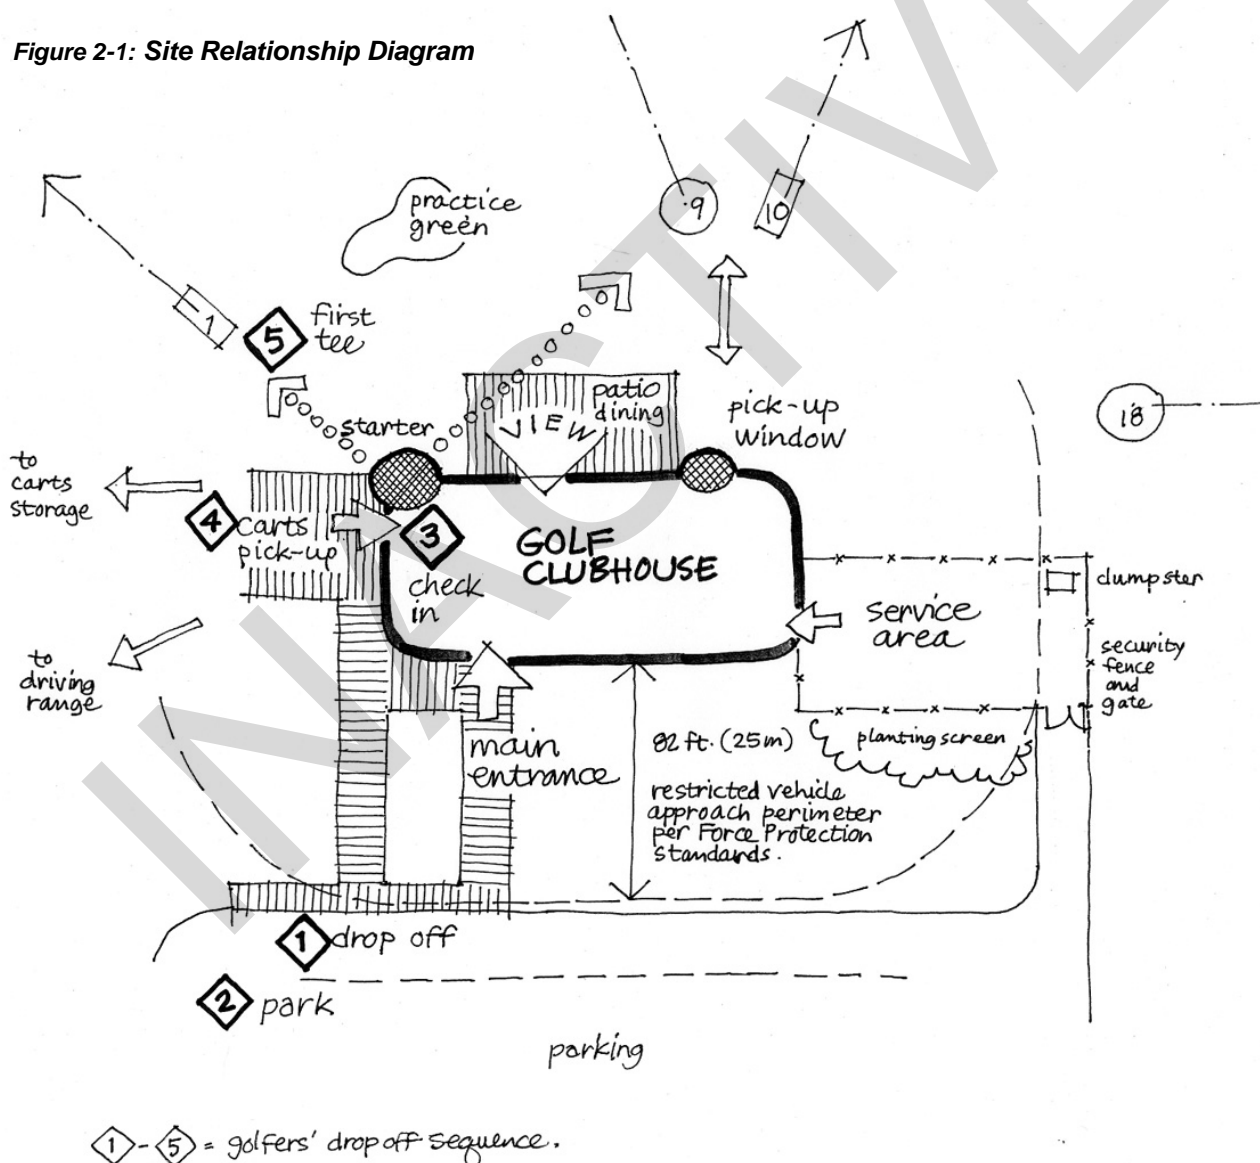 Figure 2-1: Site Relationship Diagram
INACTIVE
9
10
practice
green
1
5
first
tee
starter
VIEW
patio
dining
pick-up
window
18
to
carts
storage
4
carts
pick-up
3
check
in
GOLF
CLUBHOUSE
service
area
dumpster
security
fence
and
gate
to
driving
range
main
entrance
82 ft. (25m)
restricted vehicle
approach perimeter
per Force Protection
Standards.
planting screen
1 drop off
2 park
parking
1 - 5 = golfers' drop off sequence.